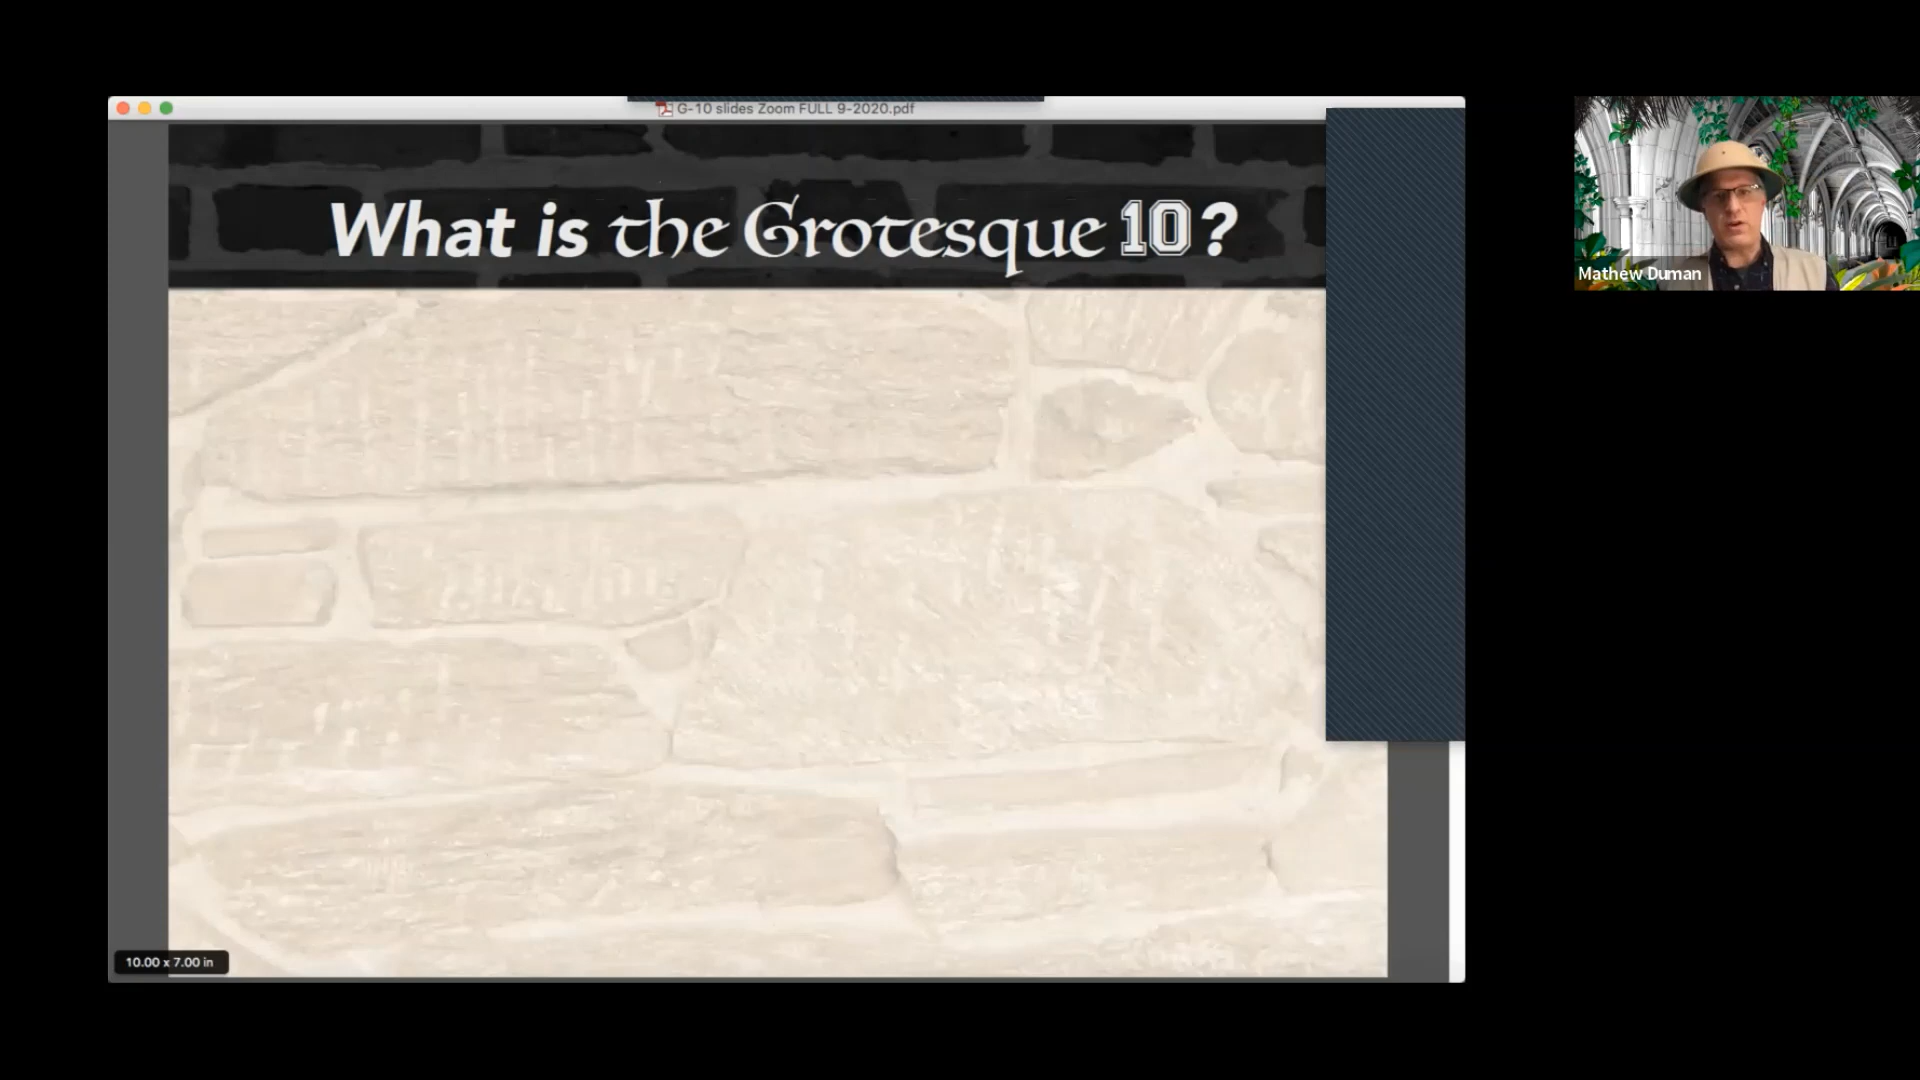 G-10 slides Zoom FULL 9-2020.pdf
What is the Grotesque 10?
Mathew Duman
10.00 x 7.00 in